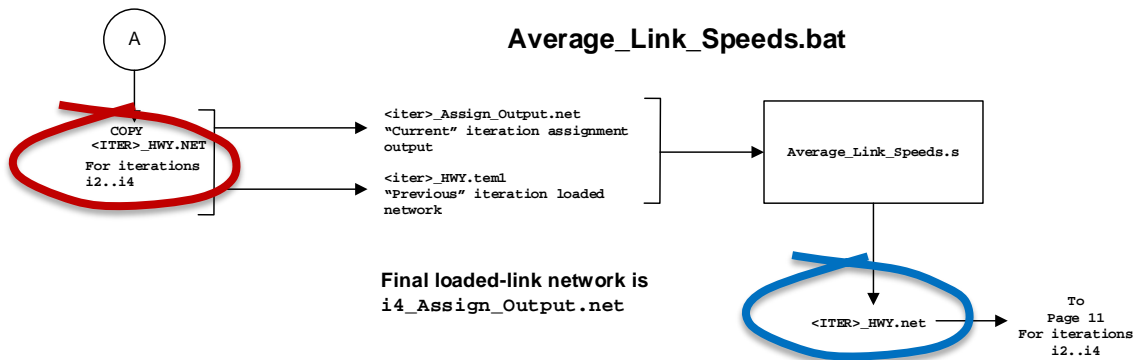 A
Average_Link_Speeds.bat
COPY
<ITER>_HWY.NET
For iterations
i2..i4
<iter>_Assign_Output.net
“Current” iteration assignment
output
<iter>_HWY.teml
“Previous” iteration loaded
network
Average_Link_Speeds.s
Final loaded-link network is
i4_Assign_Output.net
<ITER>_HWY.net
To
Page 11
For iterations
i2..i4